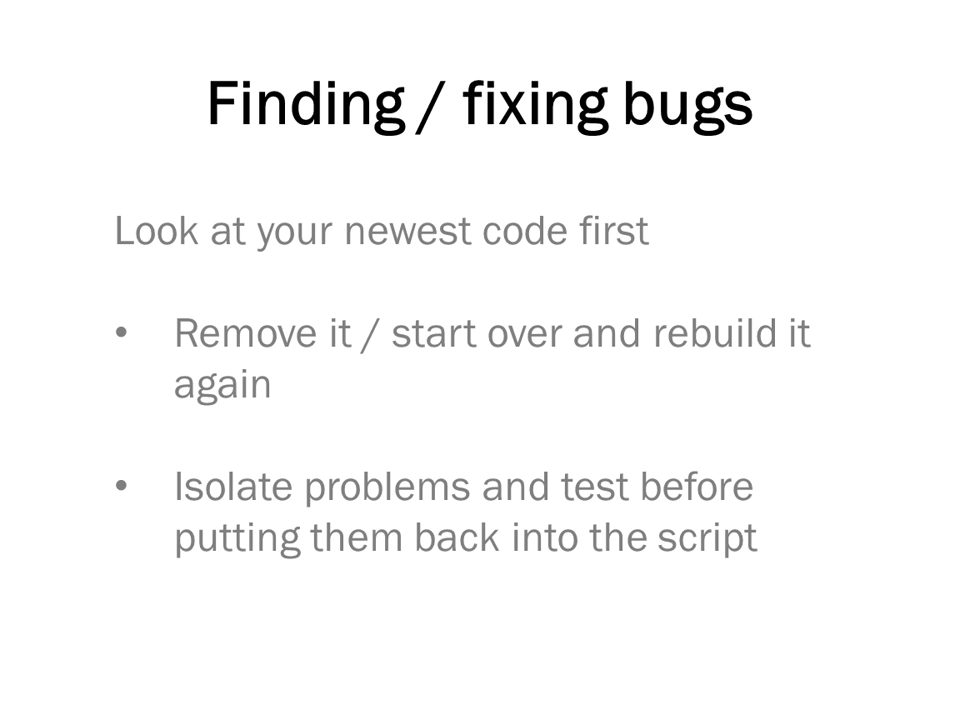 Finding / fixing bugs
Look at your newest code first
• Remove it / start over and rebuild it
again
• Isolate problems and test before
putting them back into the script